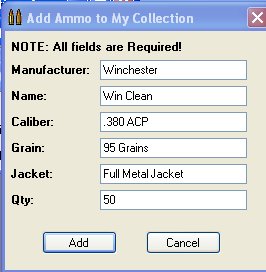 Add Ammo to My Collection
NOTE: All fields are Required!
Manufacturer: Winchester
Name: Win Clean
Caliber: .380 ACP
Grain: 95 Grains
Jacket: Full Metal Jacket
Qty: 50
Add Cancel